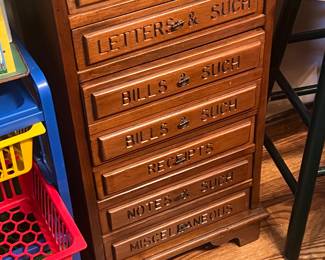 LETTERS & SUCH
BILLS & SUCH
BILLS & SUCH
RECEIPTS
NOTES & SUCH
MISCELLANEOUS